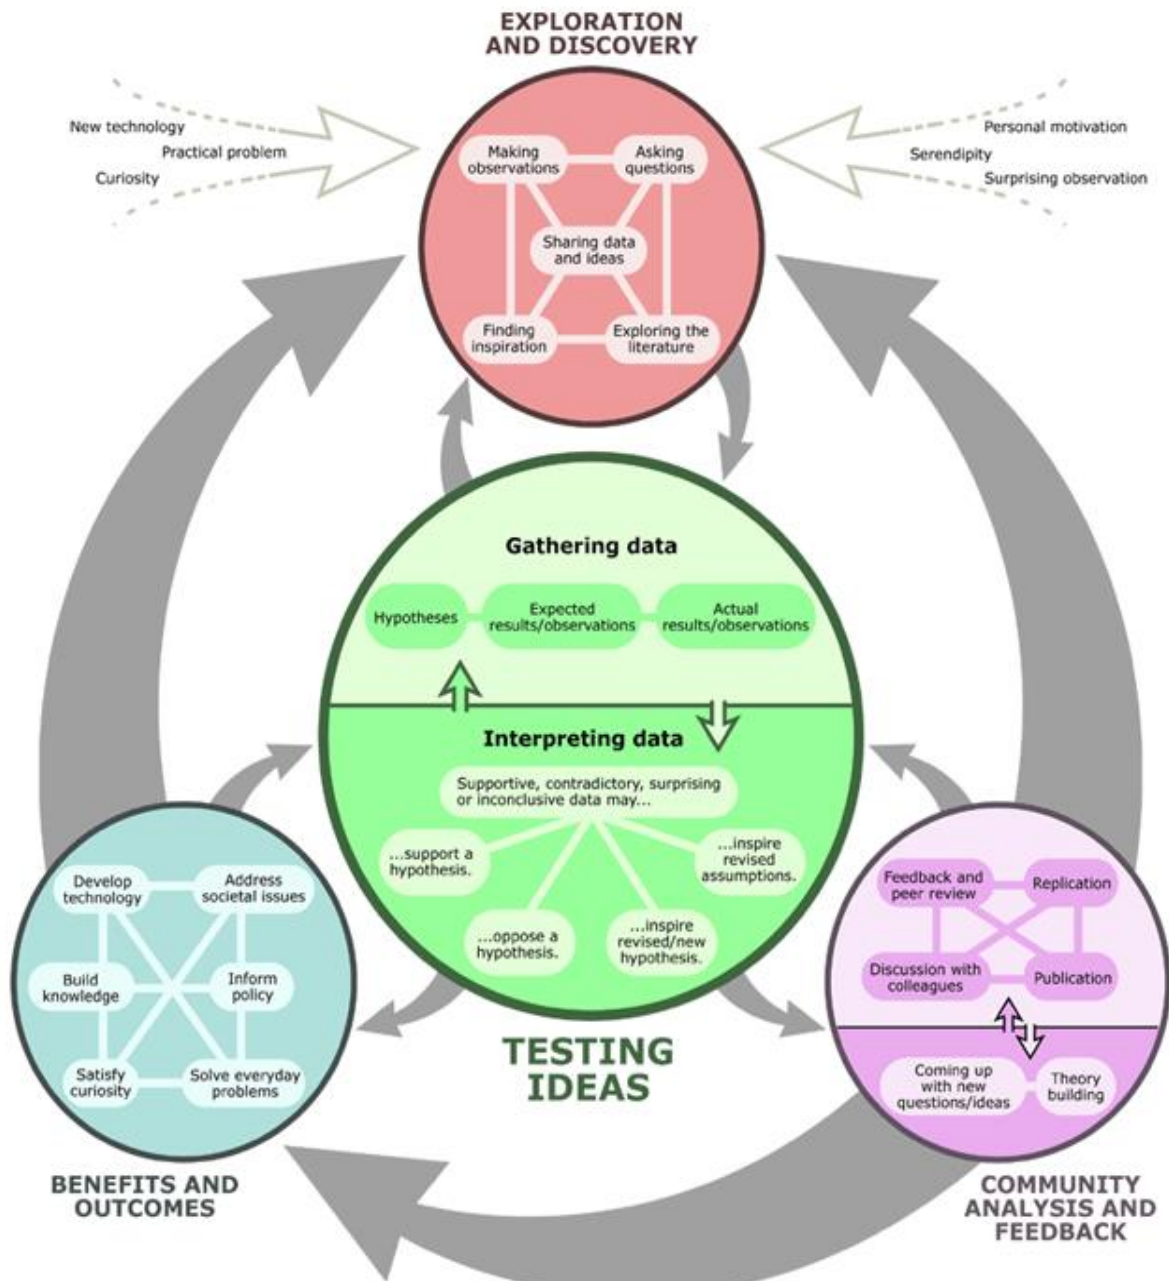 EXPLORATION
AND DISCOVERY
New technology
Practical problem
Curiosity
Personal motivation
Serendipity
Surprising observation
Making
observations
Asking
questions
Sharing data
and ideas
Finding
inspiration
Exploring the
literature
Gathering data
Hypotheses
Expected
results/observations
Actual
results/observations
Interpreting data
Supportive, contradictory, surprising
or inconclusive data may...
...support a
hypothesis.
...oppose a
hypothesis.
...inspire
revised/new
hypothesis.
...inspire
revised
assumptions.
TESTING
IDEAS
Develop
technology
Address
societal issues
Build
knowledge
Inform
policy
Satisfy
curiosity
Solve everyday
problems
BENEFITS AND
OUTCOMES
Feedback and
peer review
Replication
Discussion with
colleagues
Publication
Coming up
with new
questions/ideas
Theory
building
COMMUNITY
ANALYSIS AND
FEEDBACK